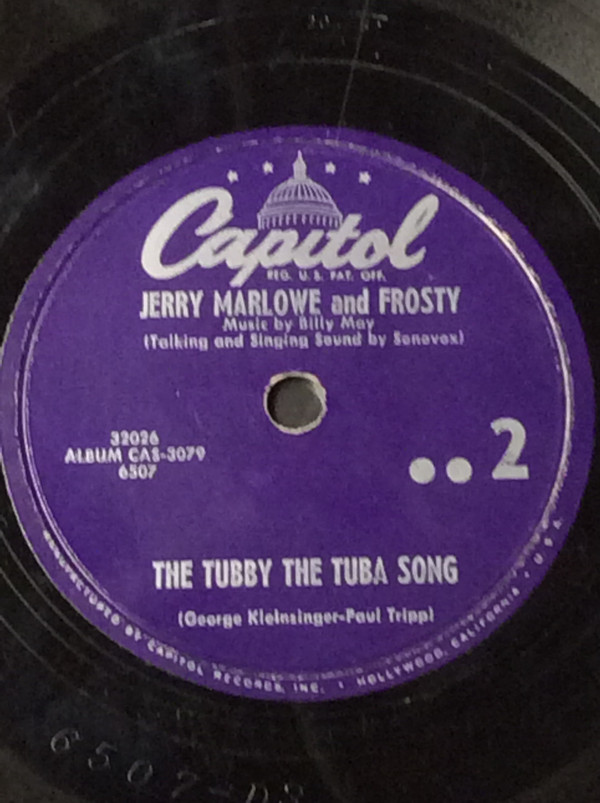 Capitol
REG. U.S. PAT. OFF.
JERRY MARLOWE and FROSTY
Music by Billy May
(Talking and Singing Sound by Sonovox)
32026
ALBUM CAS-3079
6507
●● 2
THE TUBBY THE TUBA SONG
(George Kleinsinger-Paul Tripp)
MANUFACTURED BY CAPITOL RECORDS, INC. • HOLLYWOOD, CALIFORNIA • U.S.A.